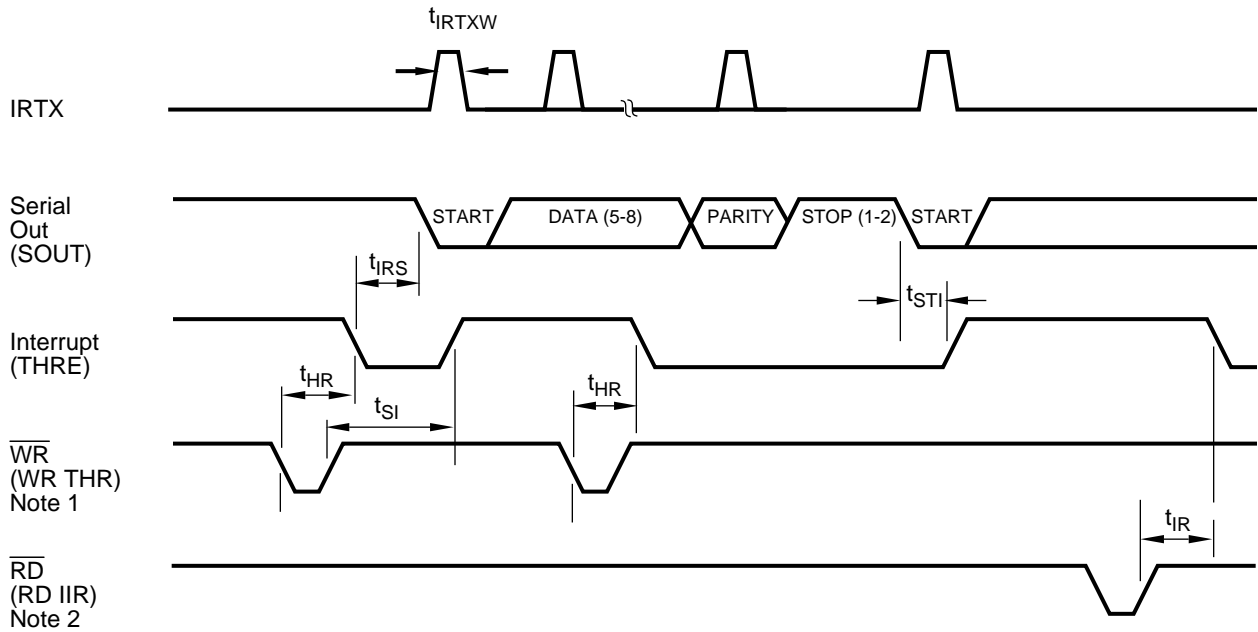 tIRTXW
IRTX
Serial
Out
(SOUT)
START
DATA (5-8)
PARITY
STOP (1-2)
START
tIRS
tSTI
Interrupt
(THRE)
tHR
tHR
tSI
WR
(WR THR)
Note 1
tIR
RD
(RD IIR)
Note 2